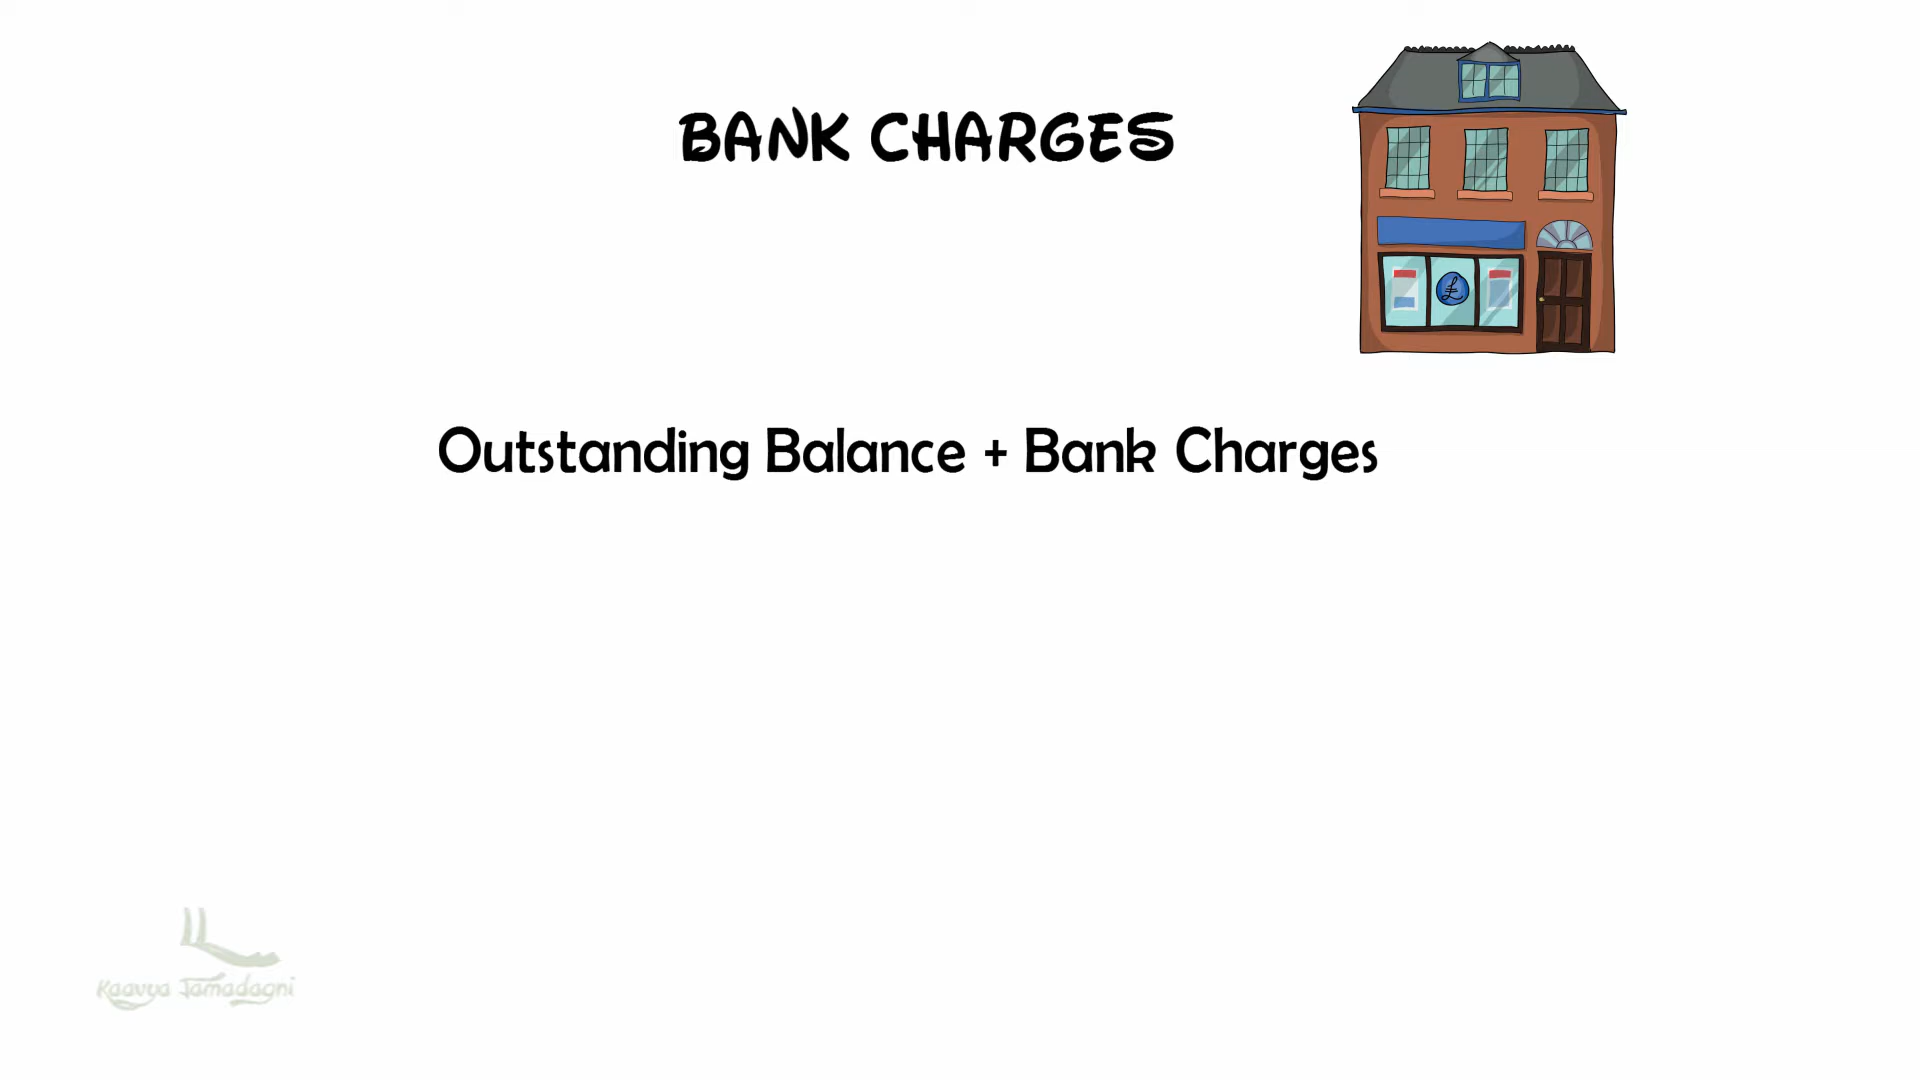 BANK CHARGES
£
Outstanding Balance + Bank Charges
Kaavya Jamadagni